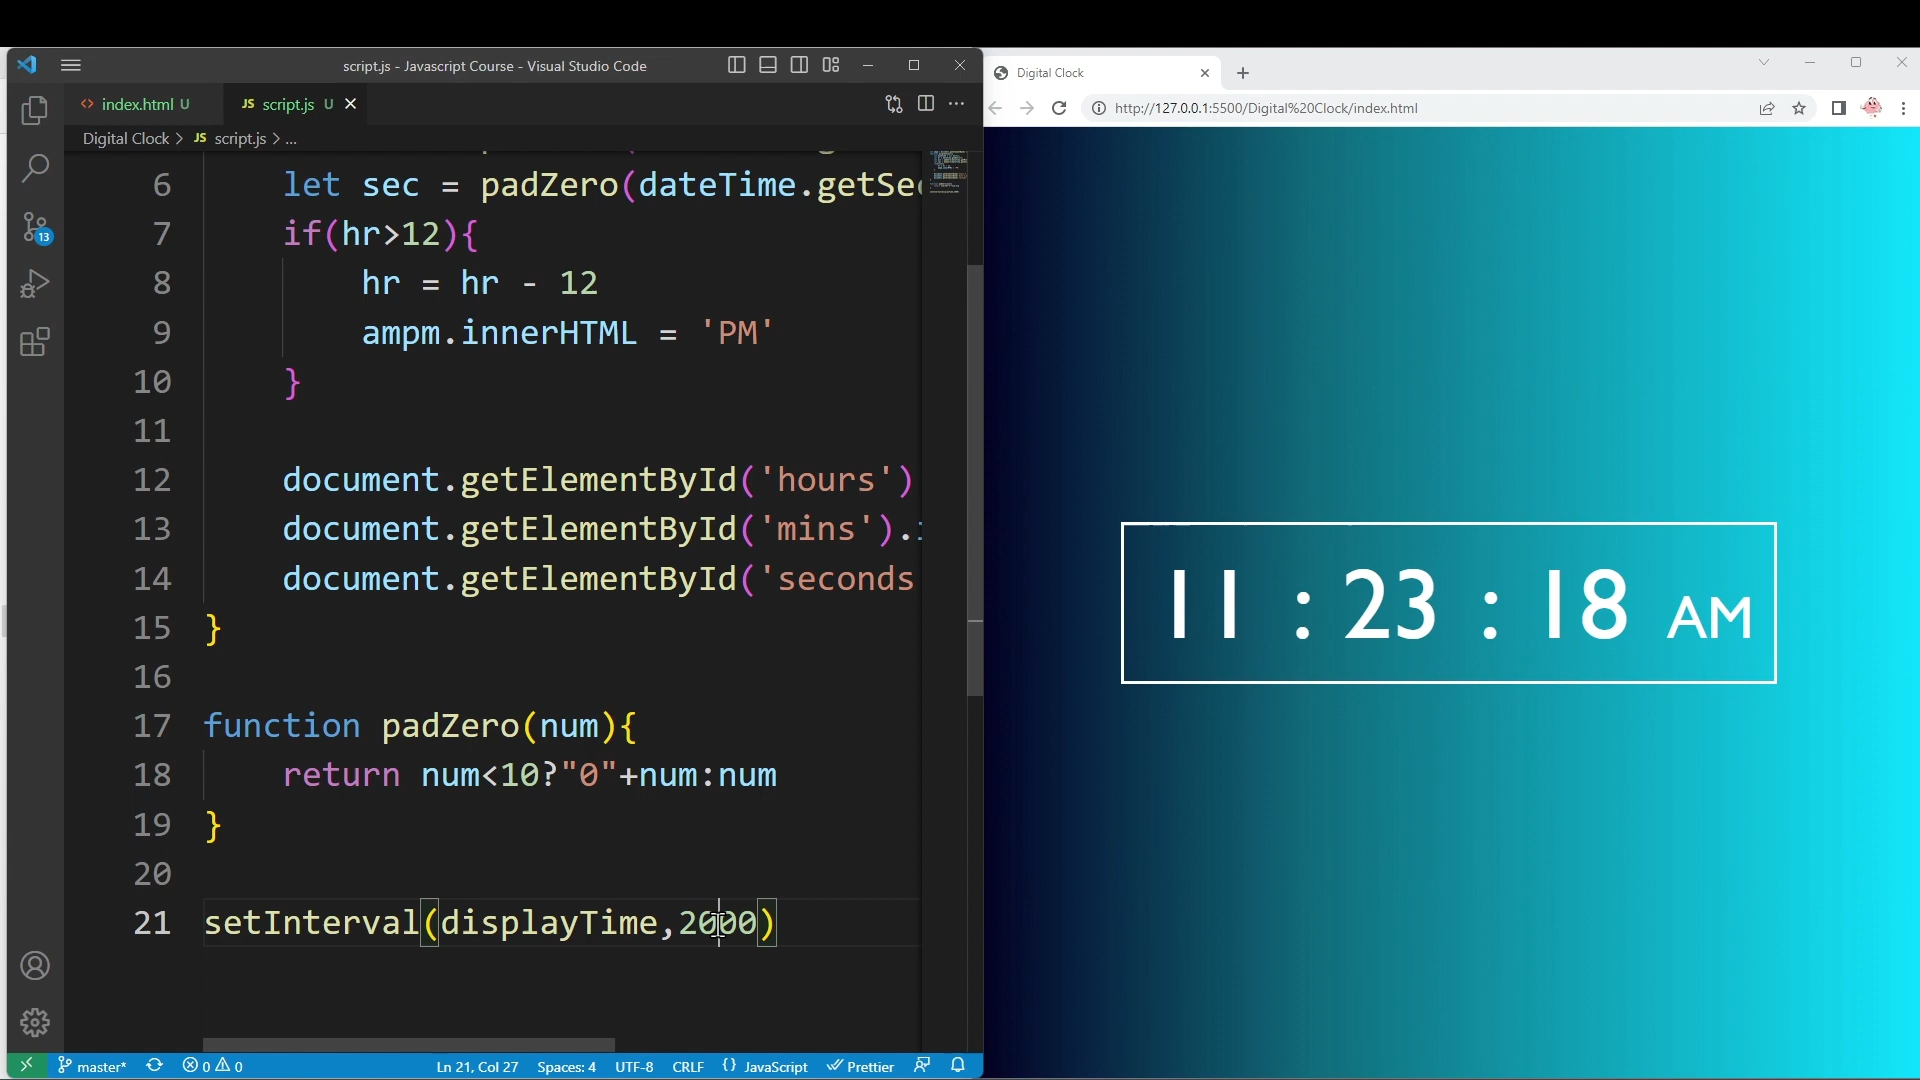 script.js - Javascript Course - Visual Studio Code
index.html U
JS script.js U
Digital Clock > JS script.js > ...
6 let sec = padZero(dateTime.getSe
7 if(hr>12){
8 hr = hr - 12
9 ampm.innerHTML = 'PM'
10 }
11
12 document.getElementById('hours')
13 document.getElementById('mins').
14 document.getElementById('seconds
15 }
16
17 function padZero(num){
18 return num<10?"0"+num:num
19 }
20
21 setInterval(displayTime,2000)
13
master* 0 0 Ln 21, Col 27 Spaces: 4 UTF-8 CRLF {} JavaScript Prettier
Digital Clock
http://127.0.0.1:5500/Digital%20Clock/index.html
11 : 23 : 18 AM